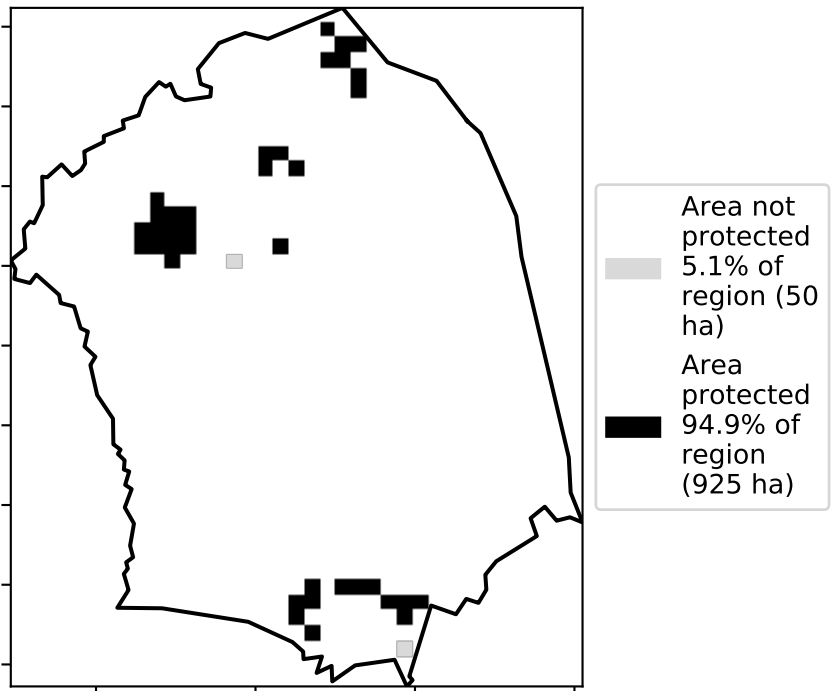 Area not
protected
5.1% of
region (50
ha)
Area
protected
94.9% of
region
(925 ha)